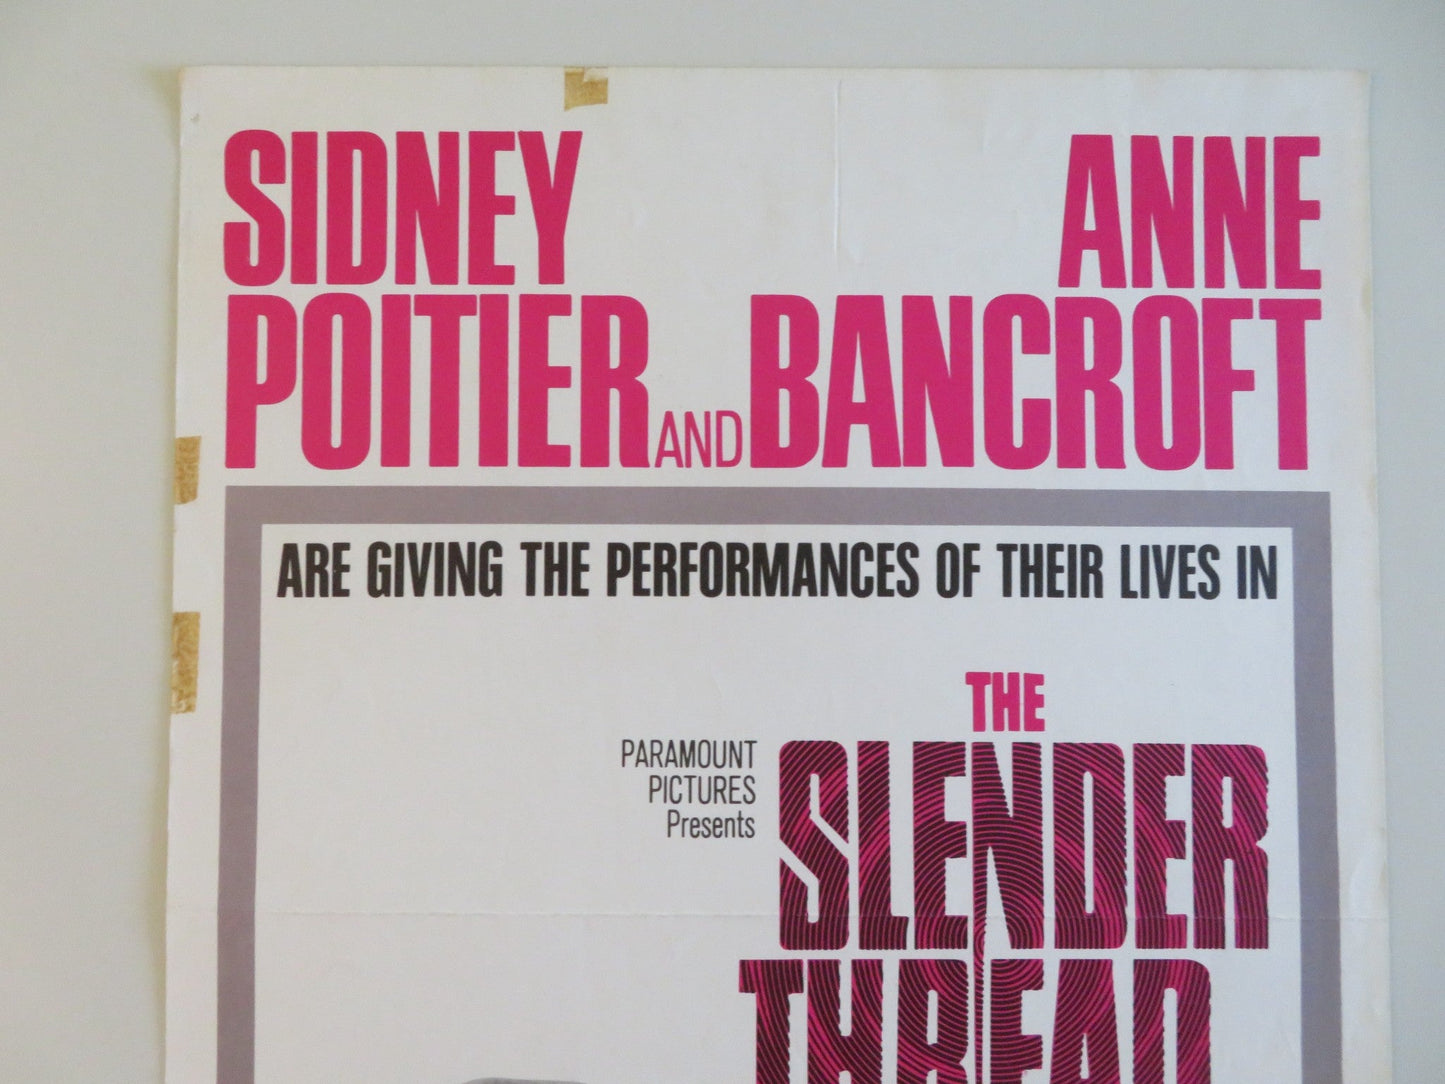 SIDNEY ANNE
POITIER AND BANCROFT
ARE GIVING THE PERFORMANCES OF THEIR LIVES IN
PARAMOUNT
PICTURES
Presents
THE
SLENDER
THREAD